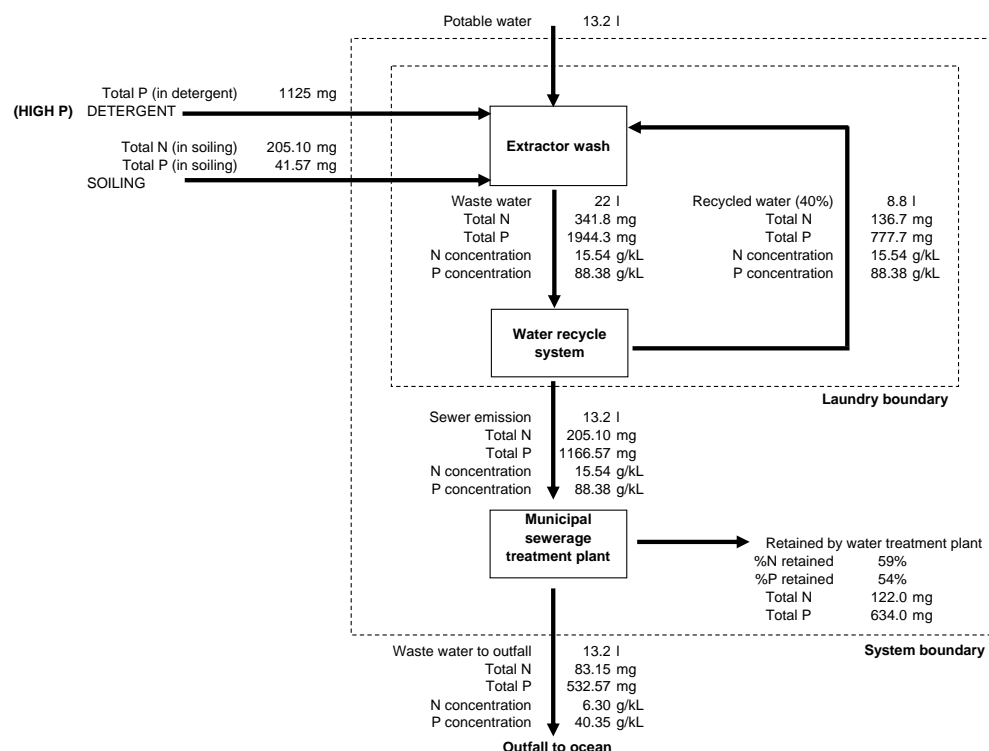 Potable water 13.2 l
Total P (in detergent) 1125 mg
(HIGH P) DETERGENT
Total N (in soiling) 205.10 mg
Total P (in soiling) 41.57 mg
SOILING
Extractor wash
Waste water 22 l
Total N 341.8 mg
Total P 1944.3 mg
N concentration 15.54 g/kL
P concentration 88.38 g/kL
Recycled water (40%) 8.8 l
Total N 136.7 mg
Total P 777.7 mg
N concentration 15.54 g/kL
P concentration 88.38 g/kL
Water recycle
system
Laundry boundary
Sewer emission 13.2 l
Total N 205.10 mg
Total P 1166.57 mg
N concentration 15.54 g/kL
P concentration 88.38 g/kL
Municipal
sewerage
treatment plant
Retained by water treatment plant
%N retained 59%
%P retained 54%
Total N 122.0 mg
Total P 634.0 mg
System boundary
Waste water to outfall 13.2 l
Total N 83.15 mg
Total P 532.57 mg
N concentration 6.30 g/kL
P concentration 40.35 g/kL
Outfall to ocean